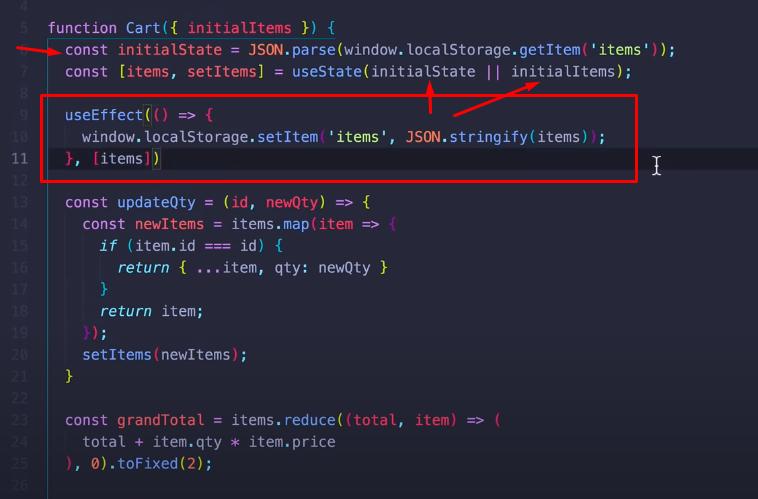 4
5 function Cart({ initialItems }) {
6 const initialState = JSON.parse(window.localStorage.getItem('items'));
7 const [items, setItems] = useState(initialState || initialItems);
8
9 useEffect(() => {
10 window.localStorage.setItem('items', JSON.stringify(items));
11 }, [items])
12
13 const updateQty = (id, newQty) => {
14 const newItems = items.map(item => {
15 if (item.id === id) {
16 return { ...item, qty: newQty }
17 }
18 return item;
19 });
20 setItems(newItems);
21 }
22
23 const grandTotal = items.reduce((total, item) => (
24 total + item.qty * item.price
25 ), 0).toFixed(2);
26